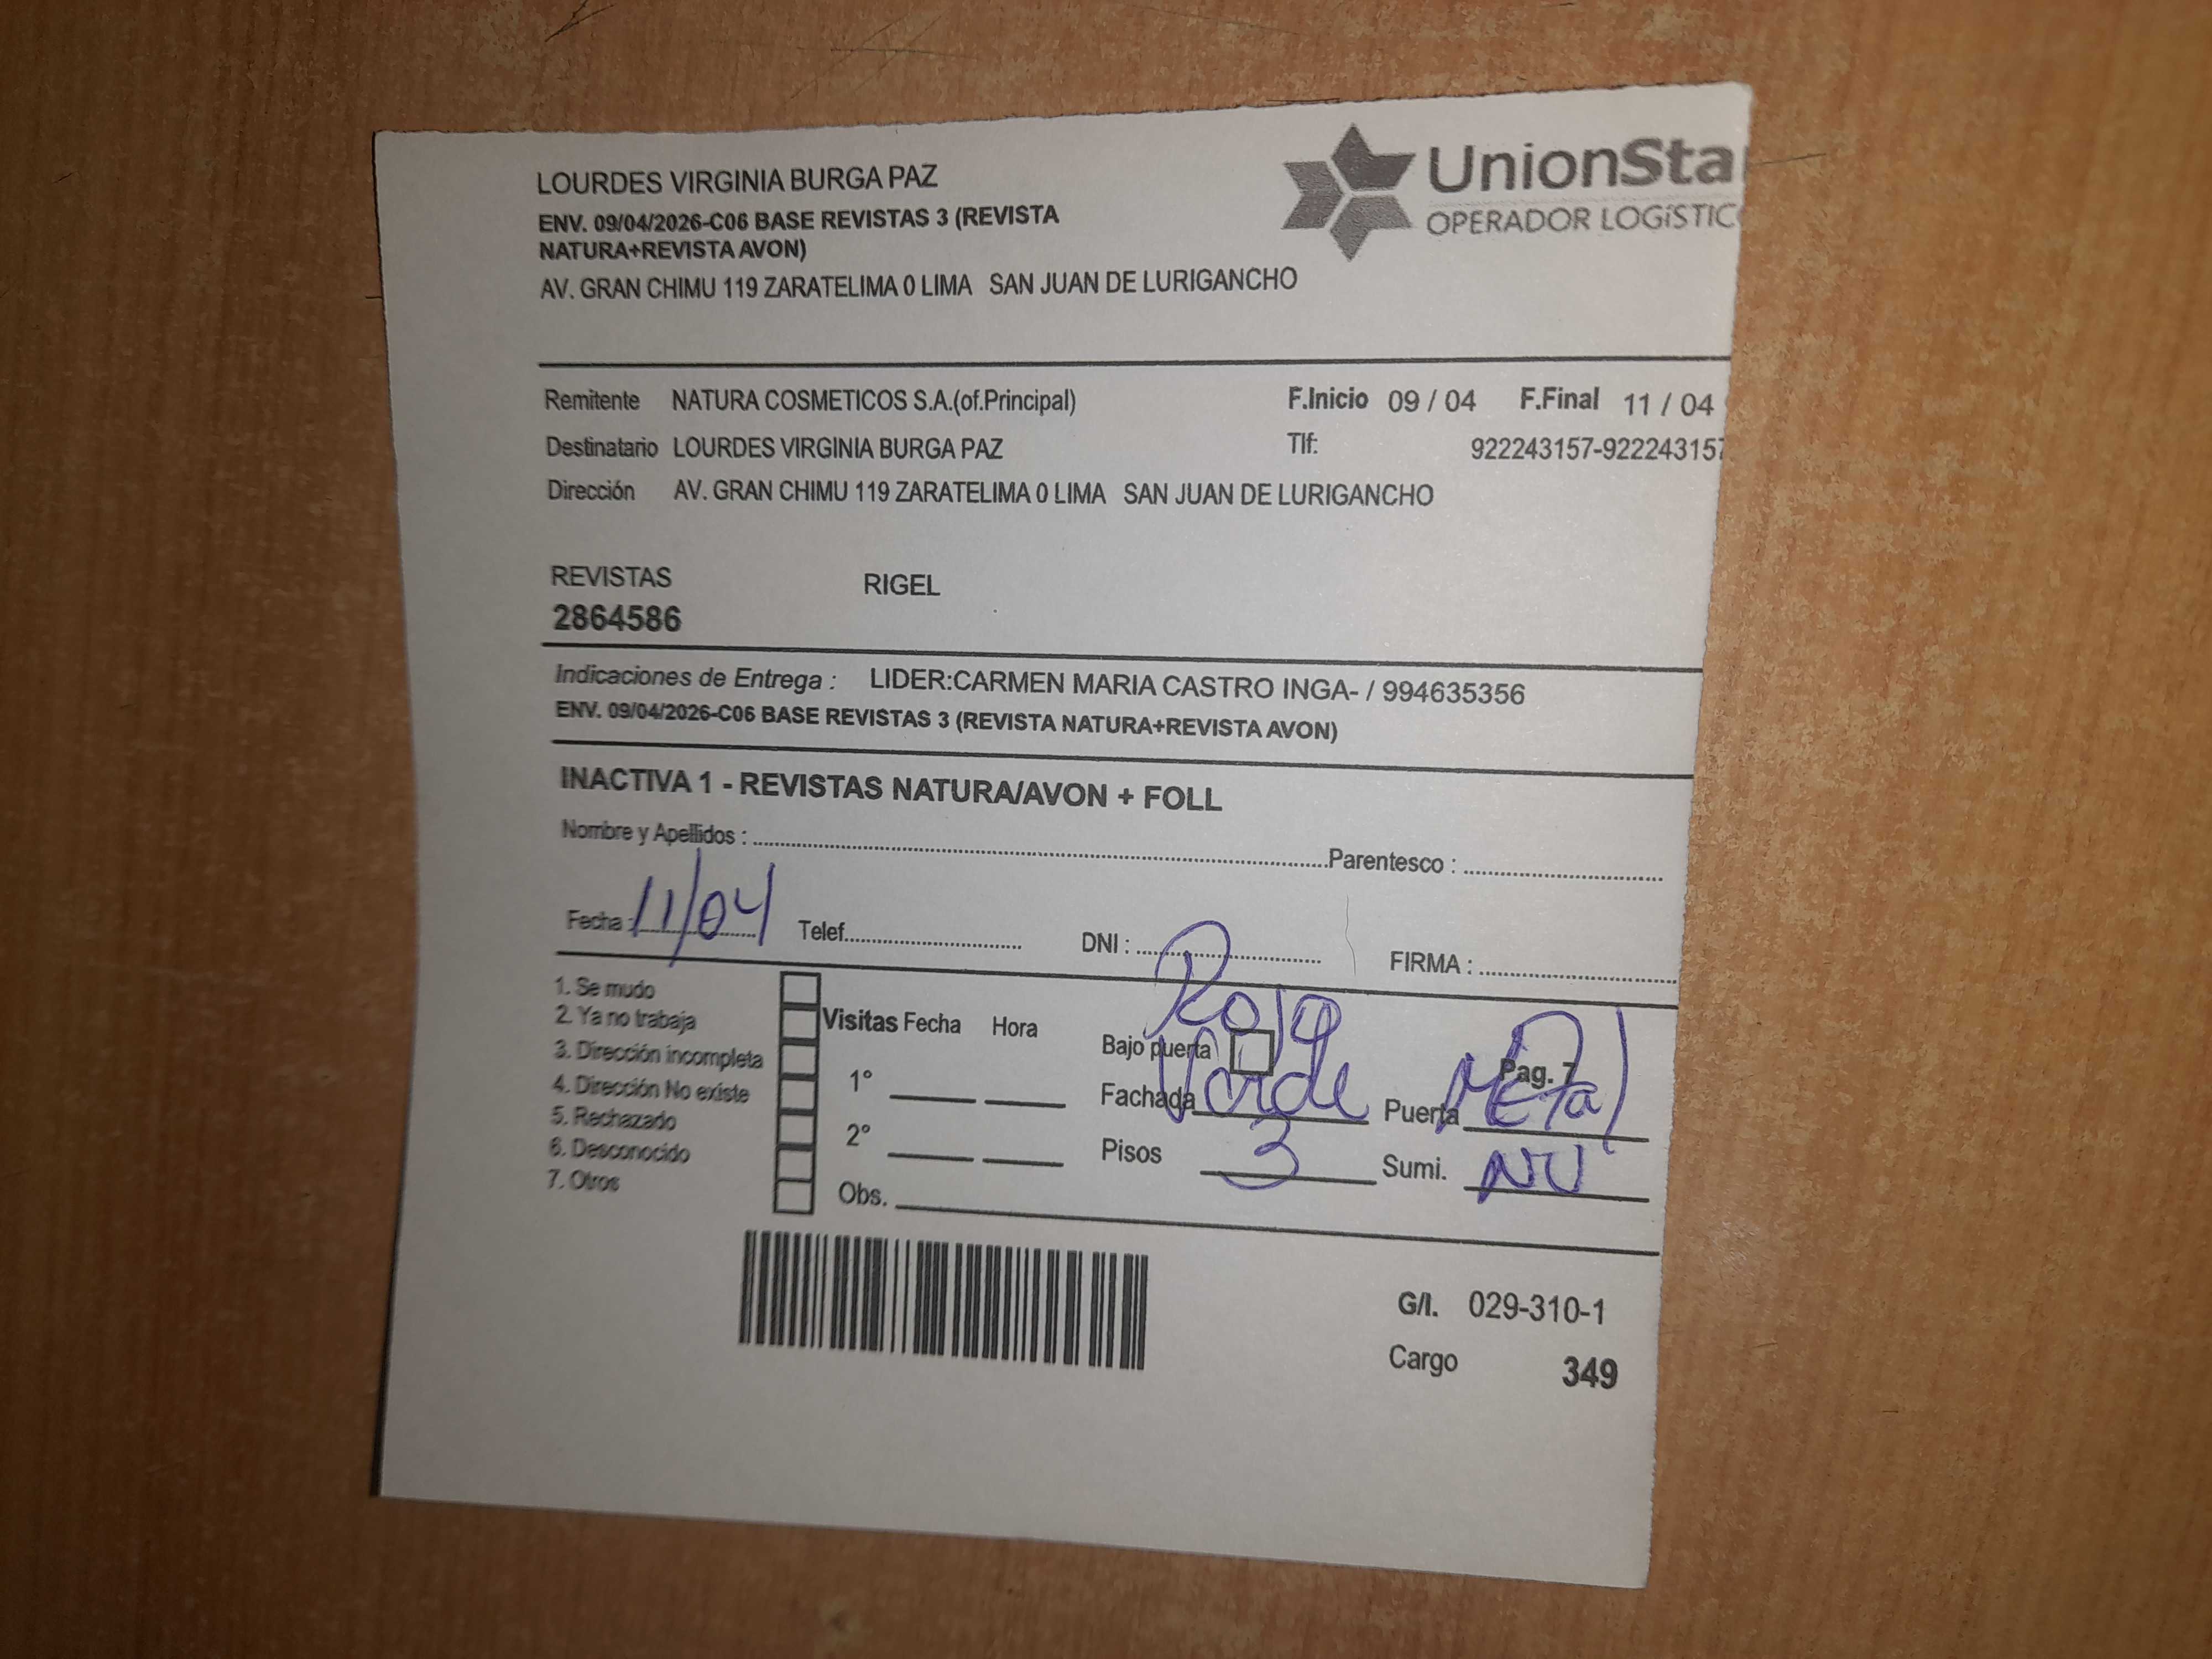 LOURDES VIRGINIA BURGA PAZ
ENV. 09/04/2026-C06 BASE REVISTAS 3 (REVISTA
NATURA+REVISTA AVON)
AV. GRAN CHIMU 119 ZARATELIMA 0 LIMA SAN JUAN DE LURIGANCHO
UnionSta
OPERADOR LOGÍSTIC
Remitente NATURA COSMETICOS S.A.(of.Principal) F.Inicio 09 / 04 F.Final 11 / 04
Destinatario LOURDES VIRGINIA BURGA PAZ Tlf: 922243157-922243157
Dirección AV. GRAN CHIMU 119 ZARATELIMA 0 LIMA SAN JUAN DE LURIGANCHO
REVISTAS RIGEL
2864586
Indicaciones de Entrega : LIDER:CARMEN MARIA CASTRO INGA- / 994635356
ENV. 09/04/2026-C06 BASE REVISTAS 3 (REVISTA NATURA+REVISTA AVON)
INACTIVA 1 - REVISTAS NATURA/AVON + FOLL
Nombre y Apellidos : Parentesco :
Fecha : 11/04 Telef. DNI : FIRMA :
1. Se mudo
2. Ya no trabaja
3. Dirección incompleta
4. Dirección No existe
5. Rechazado
6. Desconocido
7. Otros
Visitas Fecha Hora
1°
2°
Obs.
Roja
Bajo puerta Pag. 7
Fachada Verde Puerta Metal
Pisos 3 Sumi. NU
G/I. 029-310-1
Cargo 349